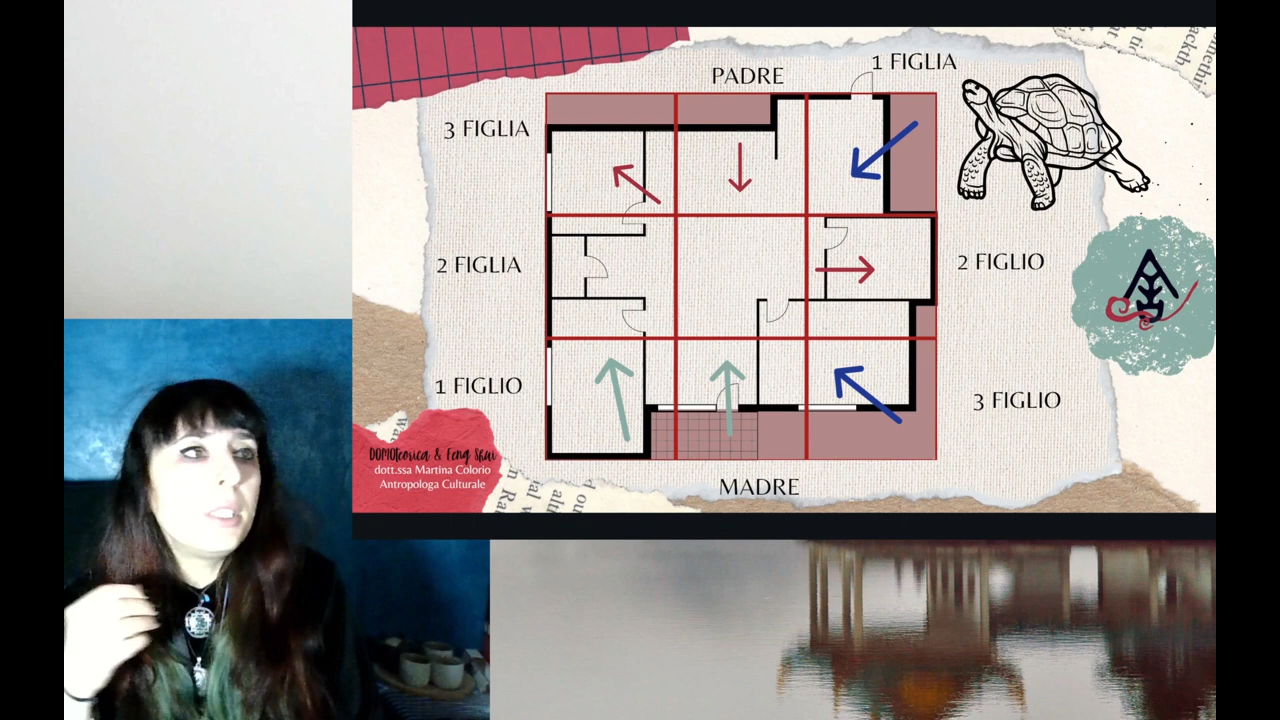 PADRE
1 FIGLIA
3 FIGLIA
2 FIGLIA
2 FIGLIO
1 FIGLIO
3 FIGLIO
MADRE
DOMOteorica & Feng Shui
dott.ssa Martina Colorio
Antropologa Culturale